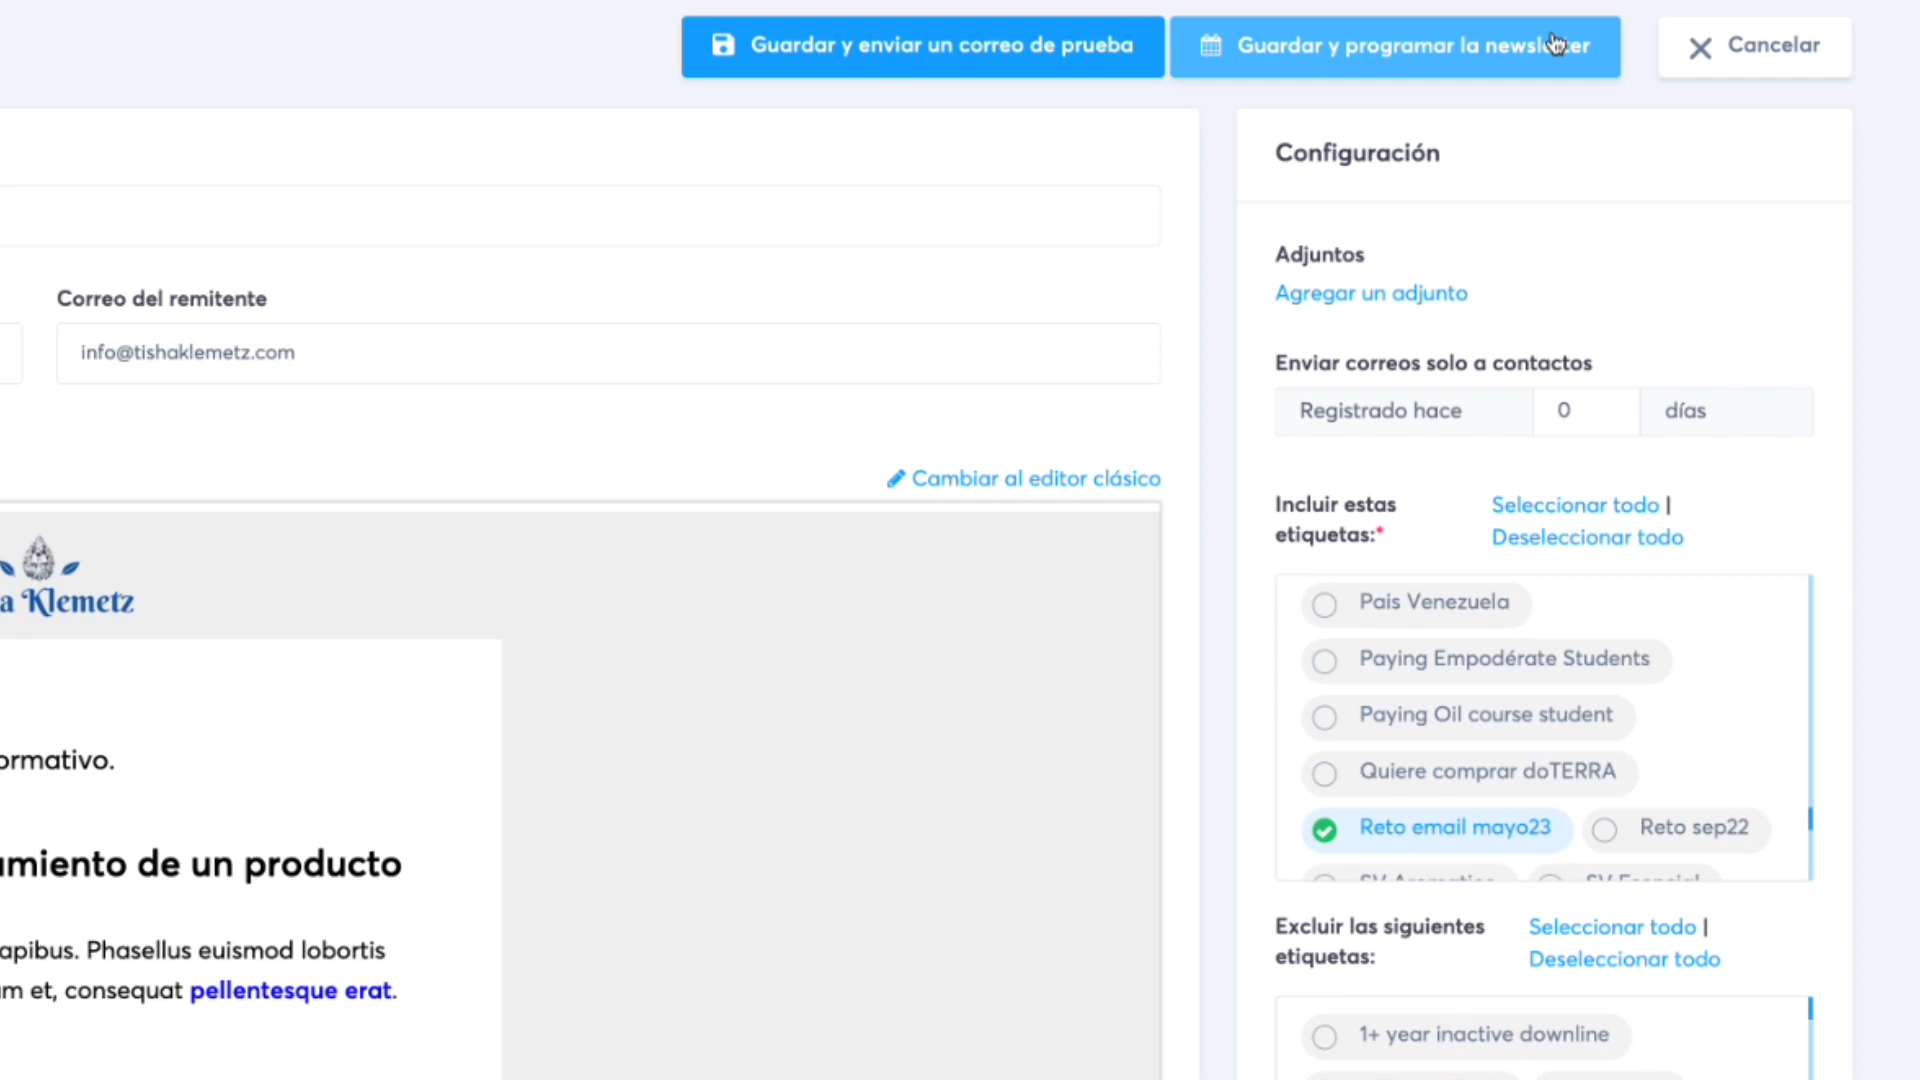 Guardar y enviar un correo de prueba
Guardar y programar la newsletter
Cancelar
Configuración
Adjuntos
Agregar un adjunto
Correo del remitente
info@tishaklemetz.com
Enviar correos solo a contactos
Registrado hace 0 días
Cambiar al editor clásico
Incluir estas etiquetas:*
Seleccionar todo |
Deseleccionar todo
a Klemetz
Pais Venezuela
Paying Empodérate Students
Paying Oil course student
Quiere comprar doTERRA
Reto email mayo23
Reto sep22
ormativo.
amiento de un producto
apibus. Phasellus euismod lobortis
m et, consequat pellentesque erat.
Excluir las siguientes etiquetas:
Seleccionar todo |
Deseleccionar todo
1+ year inactive downline